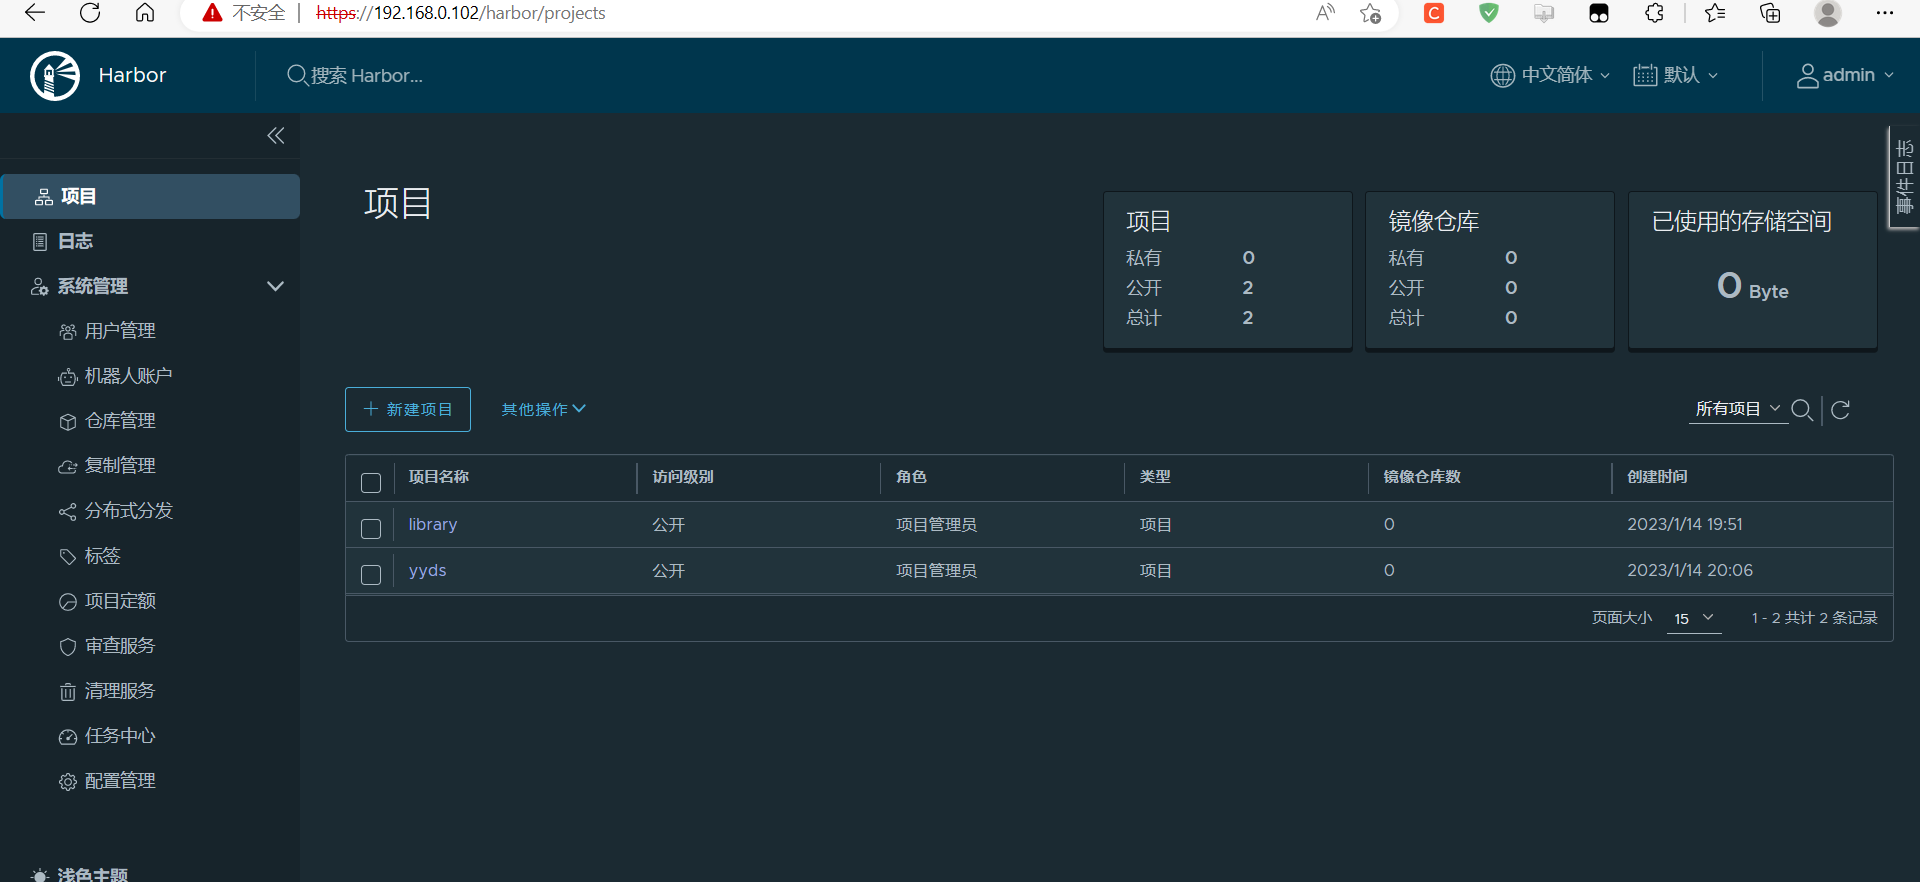 不安全 https://192.168.0.102/harbor/projects
Harbor 搜索 Harbor... 中文简体 默认 admin
事件日志
项目
日志
系统管理
用户管理
机器人账户
仓库管理
复制管理
分布式分发
标签
项目定额
审查服务
清理服务
任务中心
配置管理
浅色主题
项目
项目
私有 0
公开 2
总计 2
镜像仓库
私有 0
公开 0
总计 0
已使用的存储空间
0 Byte
新建项目 其他操作 所有项目
项目名称 访问级别 角色 类型 镜像仓库数 创建时间
library 公开 项目管理员 项目 0 2023/1/14 19:51
yyds 公开 项目管理员 项目 0 2023/1/14 20:06
页面大小 15 1 - 2 共计 2 条记录